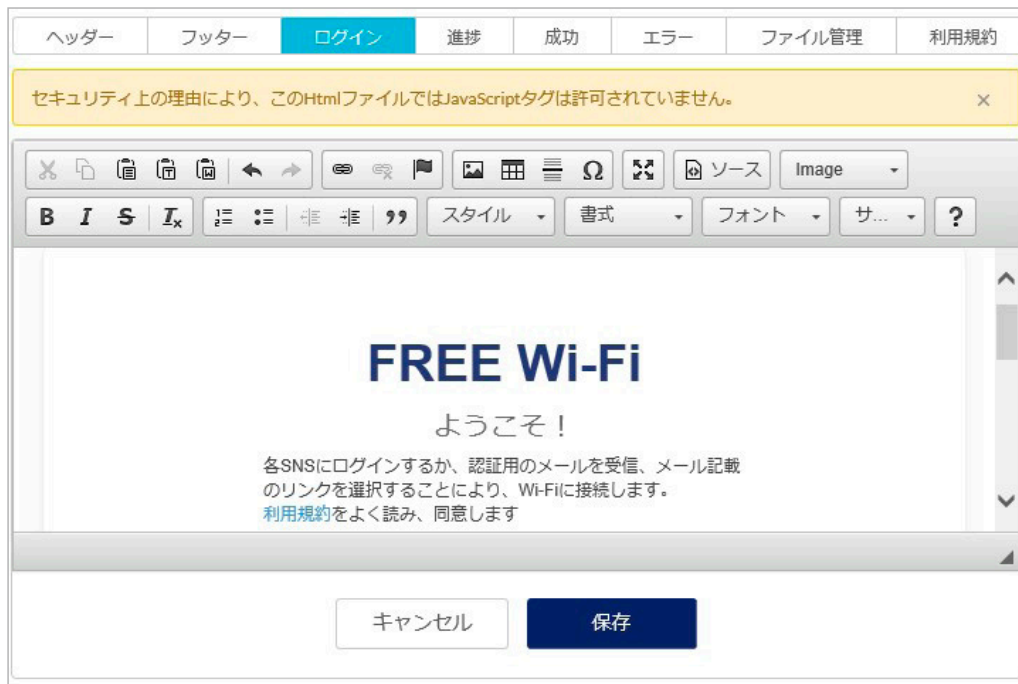 ヘッダー フッター ログイン 進捗 成功 エラー ファイル管理 利用規約
セキュリティ上の理由により、このHtmlファイルではJavaScriptタグは許可されていません。 ×
ソース Image
B I S Tx スタイル 書式 フォント サ... ?
FREE Wi-Fi
ようこそ！
各SNSにログインするか、認証用のメールを受信、メール記載
のリンクを選択することにより、Wi-Fiに接続します。
利用規約をよく読み、同意します
キャンセル 保存